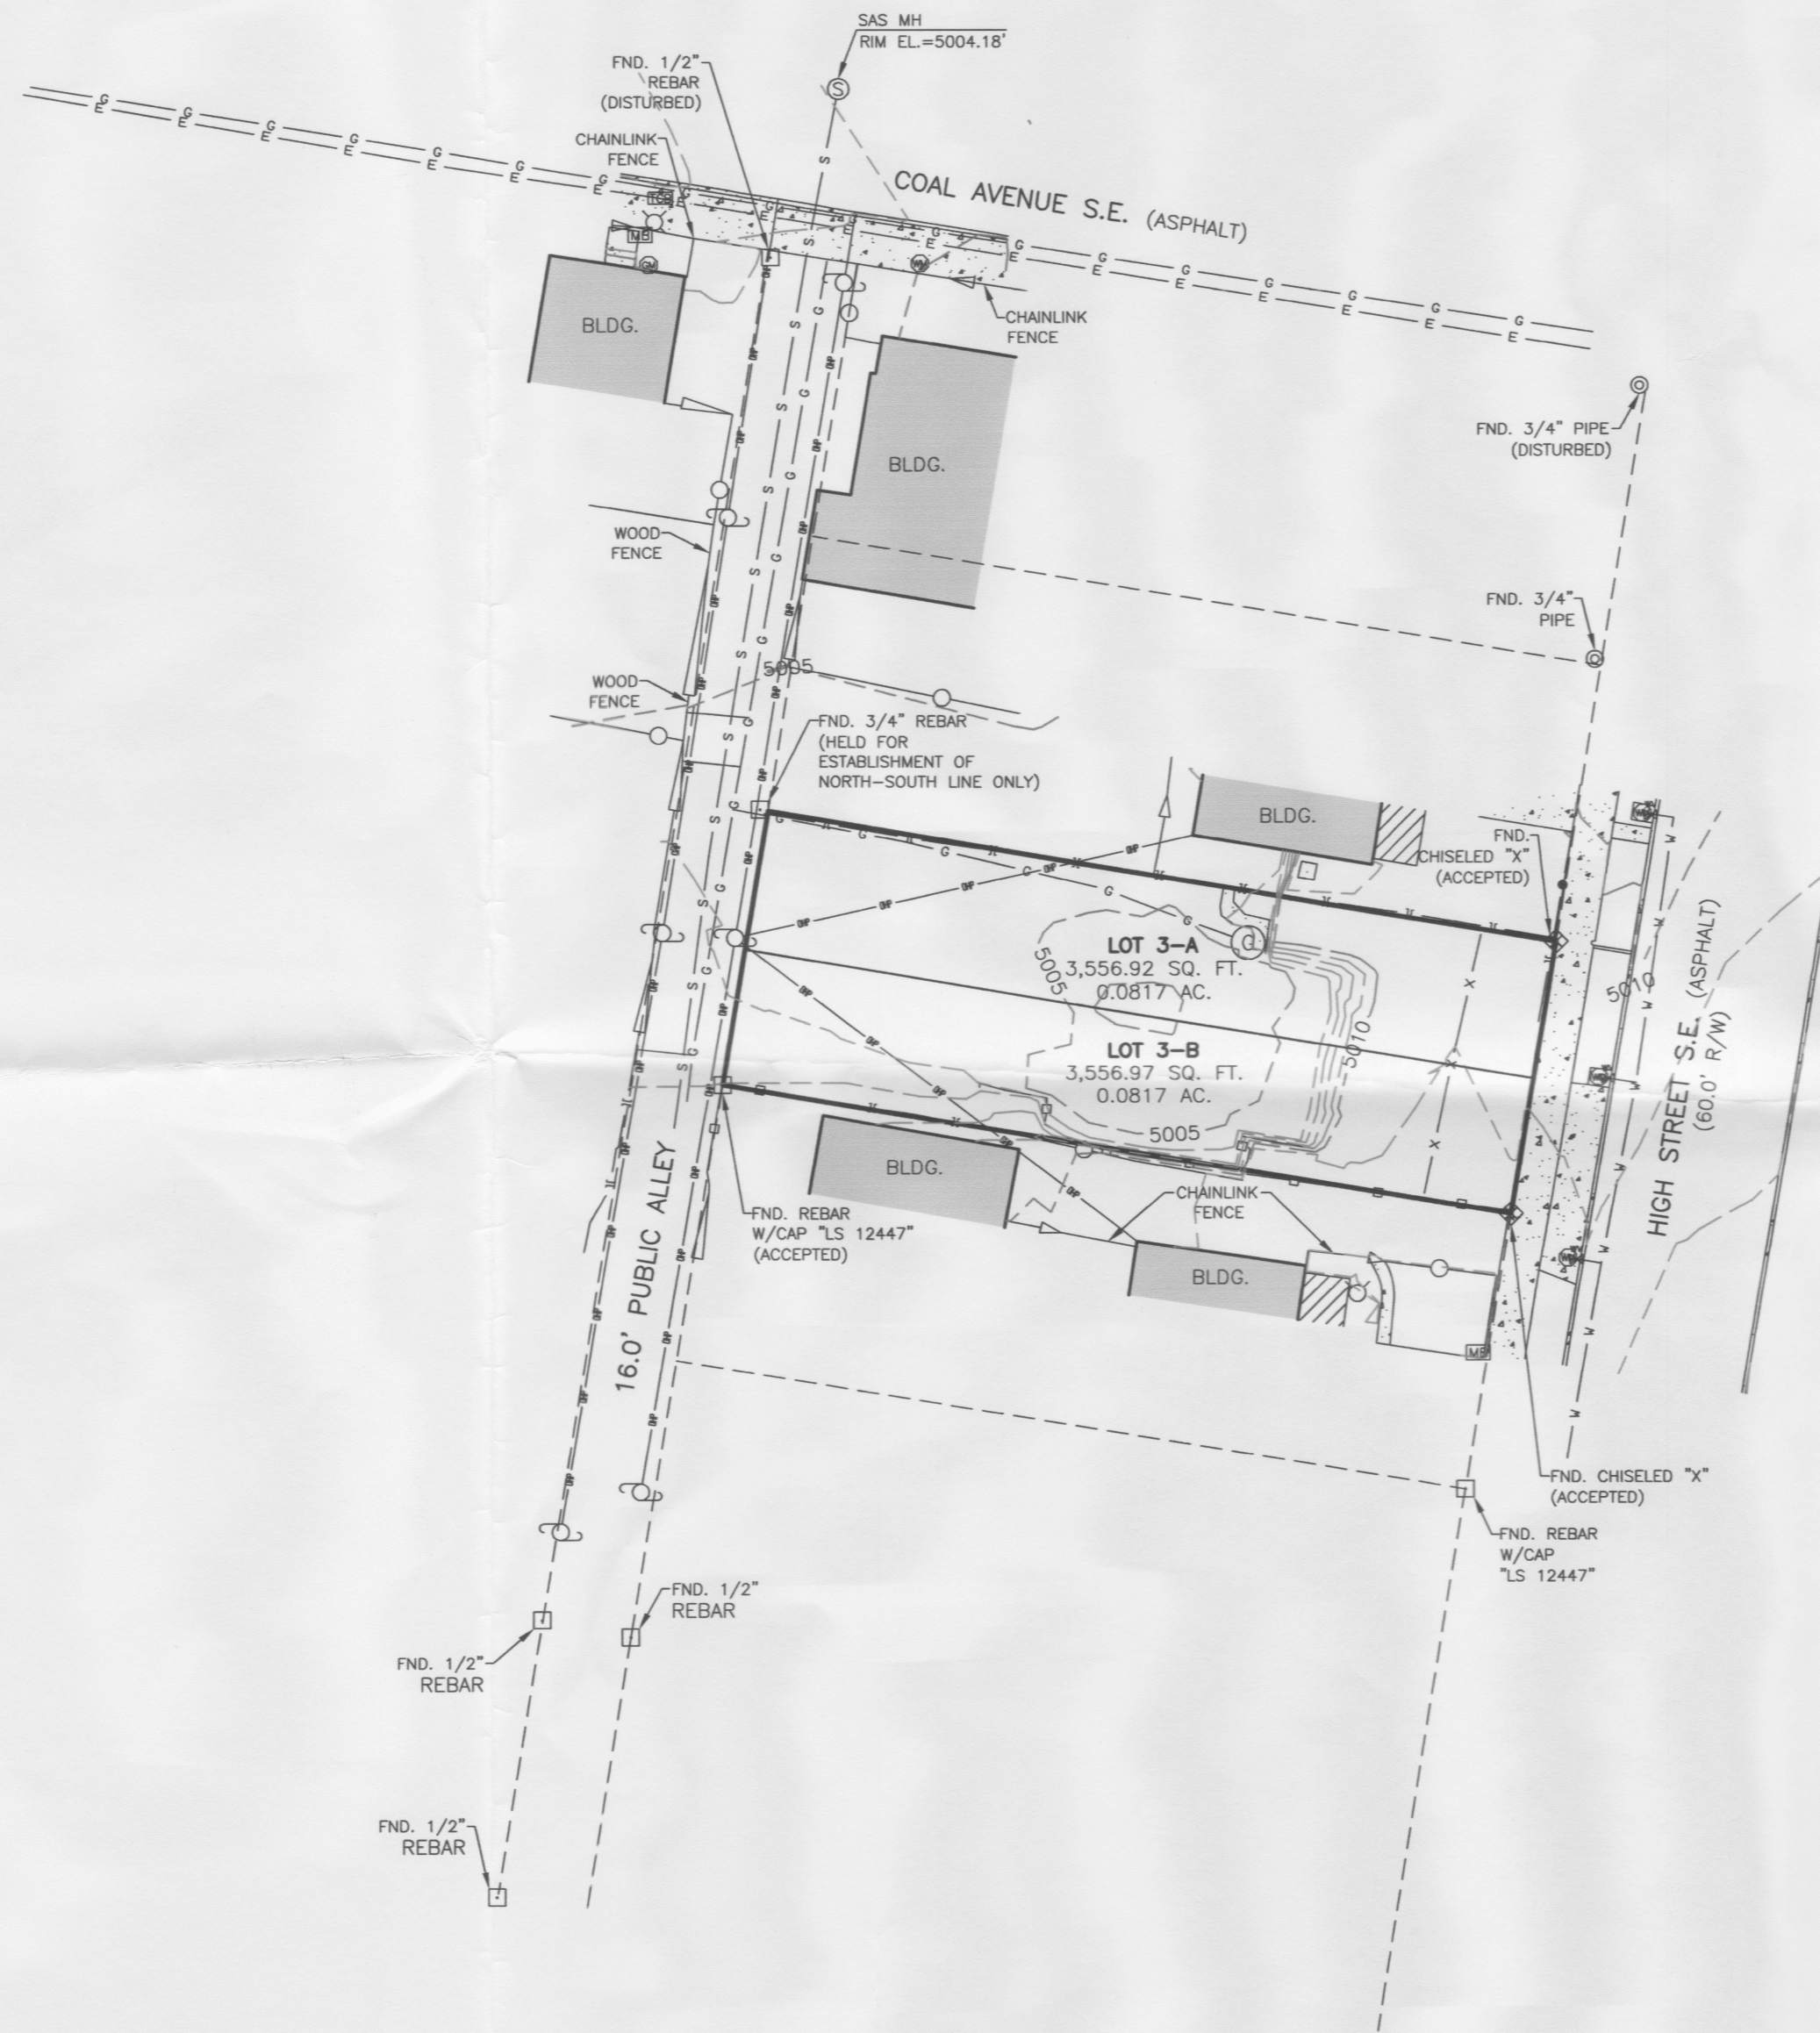 SAS MH
RIM EL.=5004.18'
FND. 1/2"
REBAR
(DISTURBED)
CHAINLINK
FENCE
COAL AVENUE S.E. (ASPHALT)
TCB
MB
GM
WM
BLDG.
CHAINLINK
FENCE
BLDG.
FND. 3/4" PIPE
(DISTURBED)
WOOD
FENCE
FND. 3/4"
PIPE
WOOD
FENCE
5005
FND. 3/4" REBAR
(HELD FOR
ESTABLISHMENT OF
NORTH-SOUTH LINE ONLY)
BLDG.
FND.
CHISELED "X"
(ACCEPTED)
LOT 3-A
3,556.92 SQ. FT.
0.0817 AC.
5005
5010
5010
LOT 3-B
3,556.97 SQ. FT.
0.0817 AC.
5005
HIGH STREET S.E. (ASPHALT)
(60.0' R/W)
BLDG.
CHAINLINK
FENCE
FND. REBAR
W/CAP "LS 12447"
(ACCEPTED)
BLDG.
16.0' PUBLIC ALLEY
MB
FND. CHISELED "X"
(ACCEPTED)
FND. REBAR
W/CAP
"LS 12447"
FND. 1/2"
REBAR
FND. 1/2"
REBAR
FND. 1/2"
REBAR